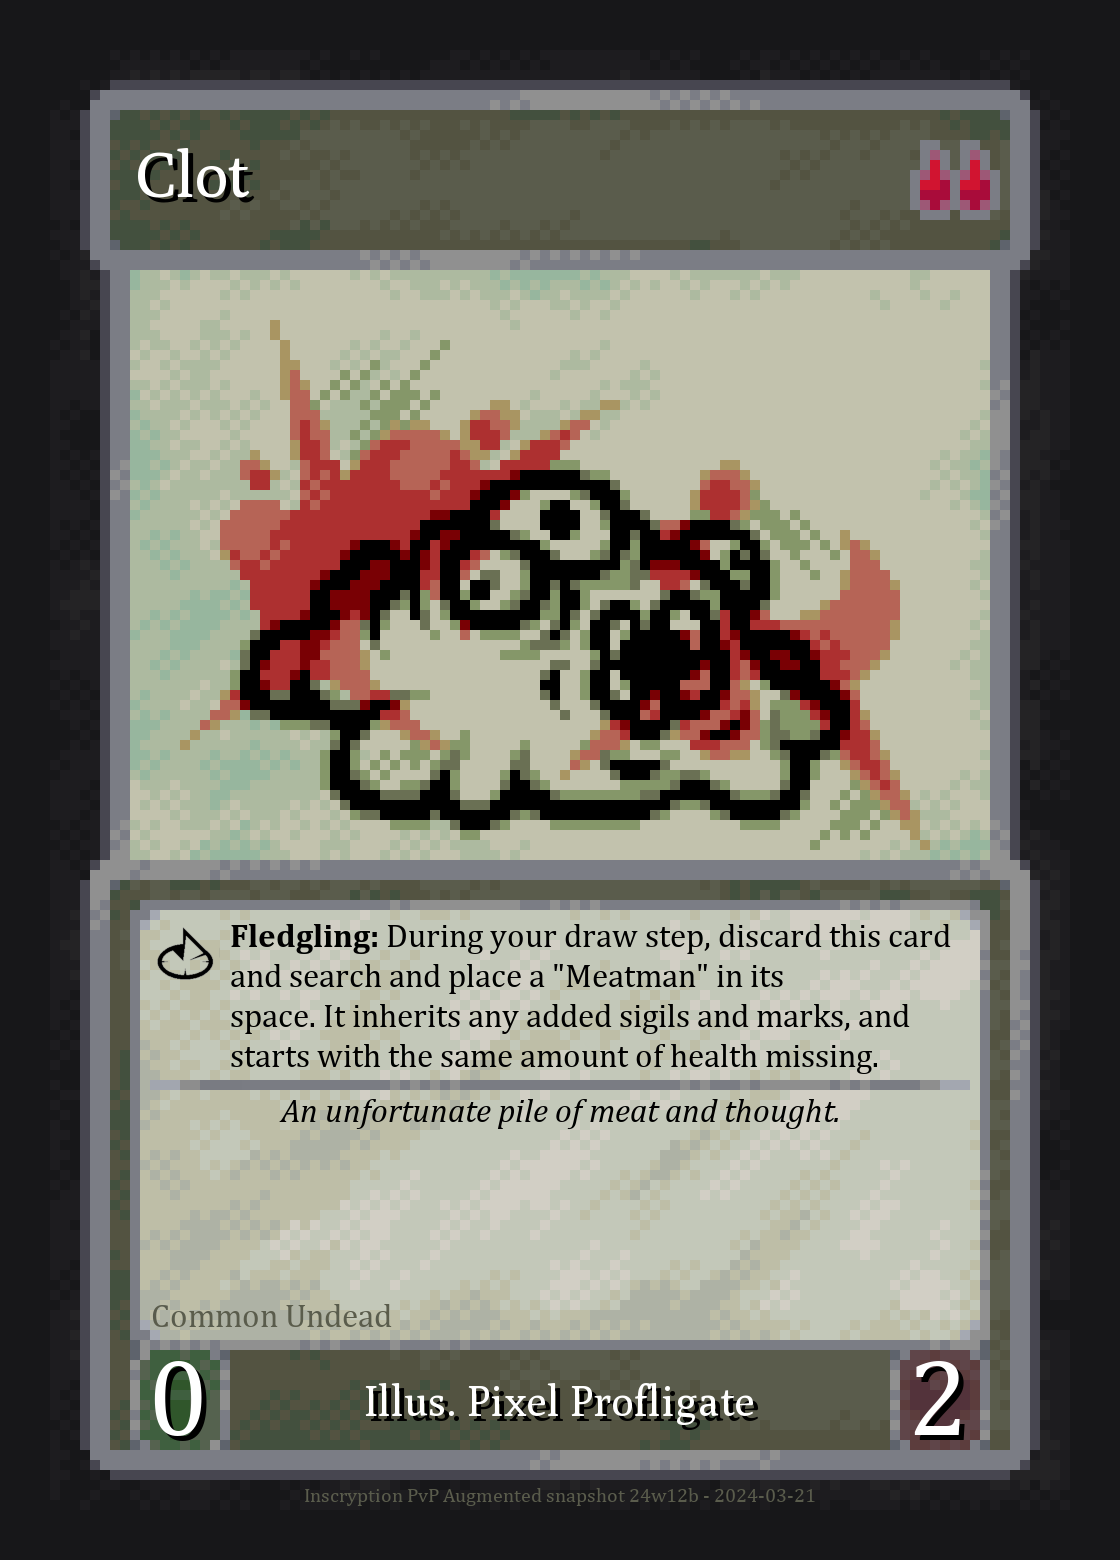 Clot
Fledgling: During your draw step, discard this card
and search and place a "Meatman" in its
space. It inherits any added sigils and marks, and
starts with the same amount of health missing.
An unfortunate pile of meat and thought.
Common Undead
0
Illus. Pixel Profligate
2
Inscryption PvP Augmented snapshot 24w12b - 2024-03-21